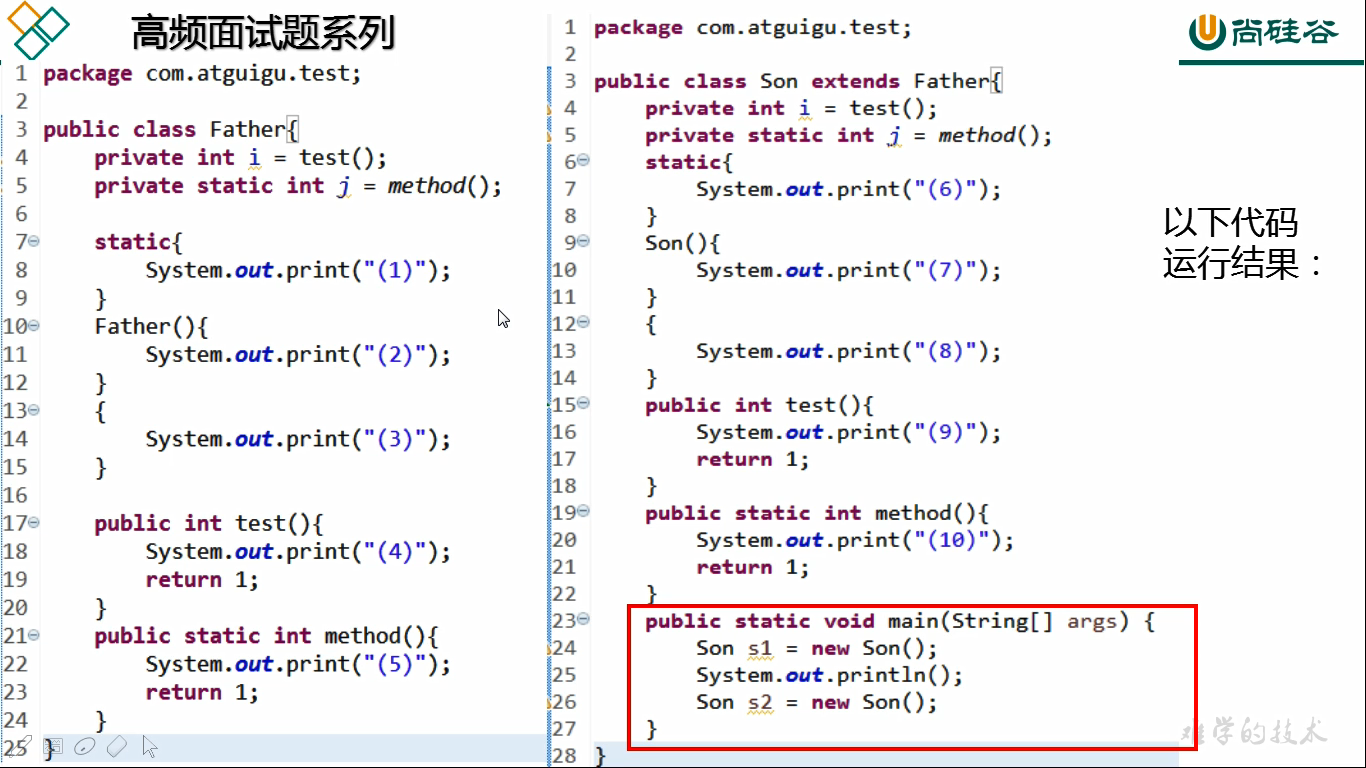 高频面试题系列
尚硅谷
1 package com.atguigu.test;
2
3 public class Father{
4     private int i = test();
5     private static int j = method();
6
7     static{
8         System.out.print("(1)");
9     }
10     Father(){
11         System.out.print("(2)");
12     }
13     {
14         System.out.print("(3)");
15     }
16
17     public int test(){
18         System.out.print("(4)");
19         return 1;
20     }
21     public static int method(){
22         System.out.print("(5)");
23         return 1;
24     }
25 }
1 package com.atguigu.test;
2
3 public class Son extends Father{
4     private int i = test();
5     private static int j = method();
6     static{
7         System.out.print("(6)");
8     }
9     Son(){
10         System.out.print("(7)");
11     }
12     {
13         System.out.print("(8)");
14     }
15     public int test(){
16         System.out.print("(9)");
17         return 1;
18     }
19     public static int method(){
20         System.out.print("(10)");
21         return 1;
22     }
23     public static void main(String[] args) {
24         Son s1 = new Son();
25         System.out.println();
26         Son s2 = new Son();
27     }
28 }
以下代码
运行结果：
难学的技术